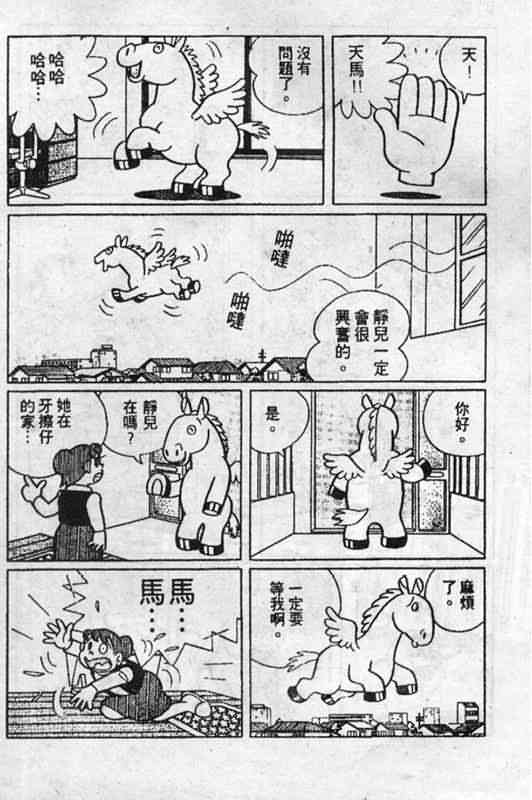 天！
天馬！！
沒有
問題了。
哈哈
哈哈…
啪噠
啪噠
靜兒一定
會很
興奮的。
你好。
是。
靜兒
在嗎？
她在
牙擦仔
的家…
麻煩
了。
一定要
等我啊。
馬…
馬…